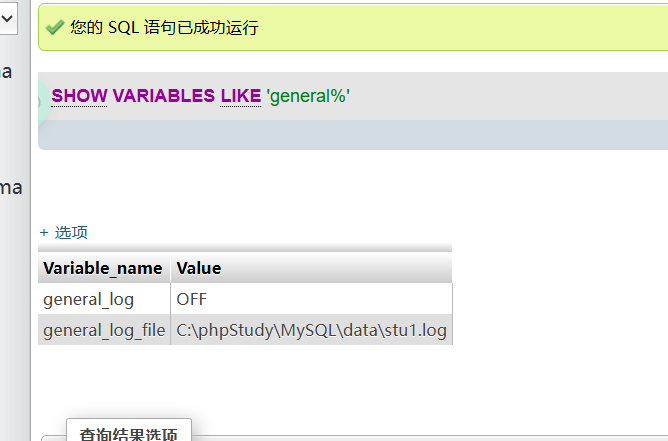 您的 SQL 语句已成功运行
SHOW VARIABLES LIKE 'general%'
ma
+ 选项
Variable_name Value
general_log OFF
general_log_file C:\phpStudy\MySQL\data\stu1.log
查询结果选项